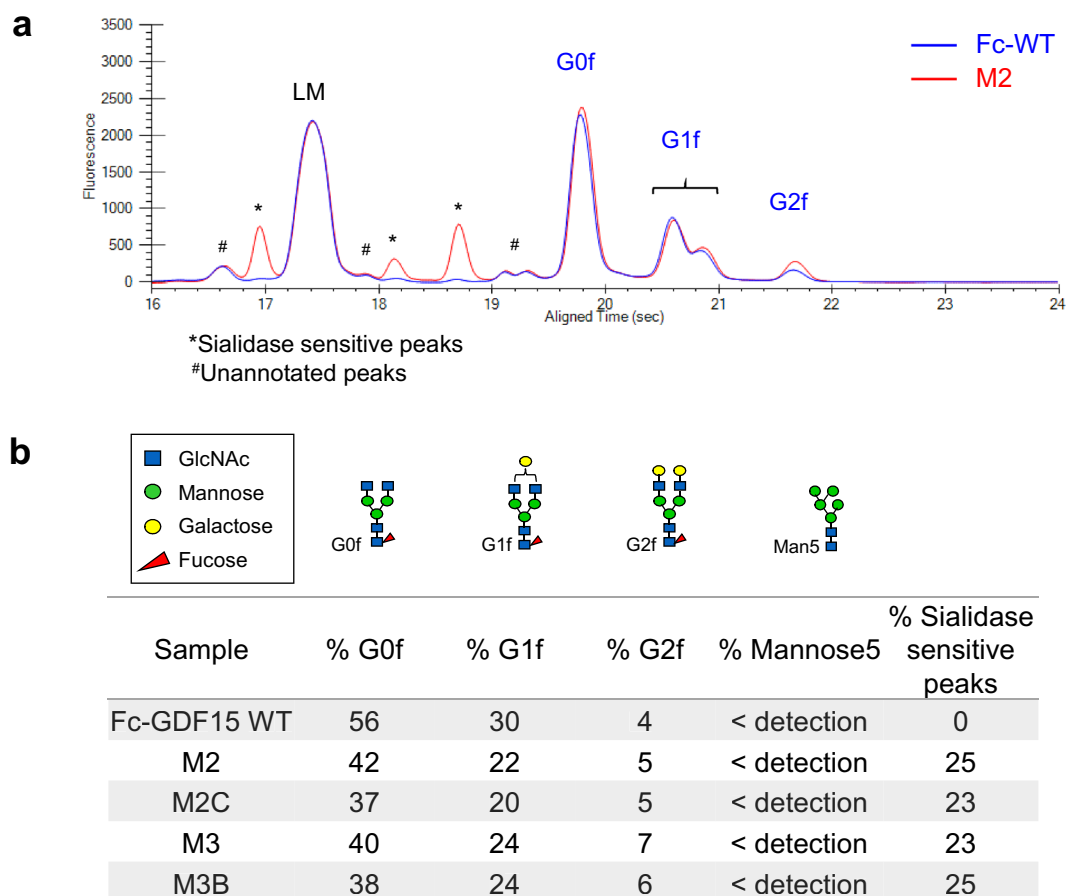 a
3500
3000
2500
2000
1500
1000
500
0
Fluorescence
LM
G0f
G1f
G2f
Fc-WT
M2
#
*
#
*
*
#
16
17
18
19
20
21
22
23
24
Aligned Time (sec)
*Sialidase sensitive peaks
#Unannotated peaks
b
GlcNAc
Mannose
Galactose
Fucose
G0f
G1f
G2f
Man5
Sample % G0f % G1f % G2f % Mannose5 % Sialidase
sensitive
peaks
Fc-GDF15 WT 56 30 4 < detection 0
M2 42 22 5 < detection 25
M2C 37 20 5 < detection 23
M3 40 24 7 < detection 23
M3B 38 24 6 < detection 25